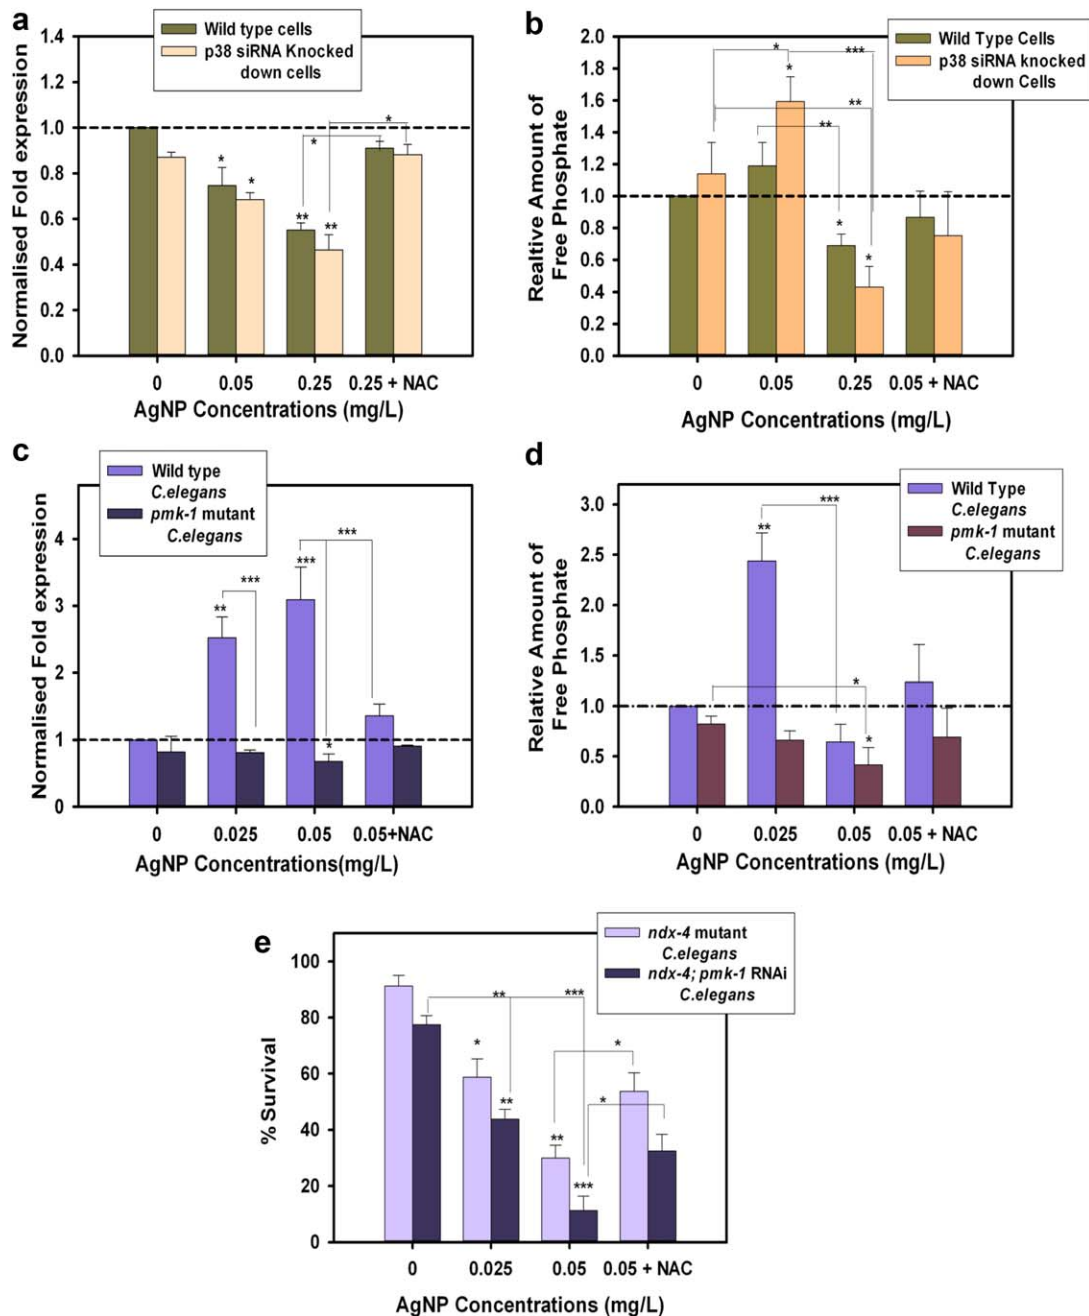 a
Wild type cells
p38 siRNA Knocked
down cells
Normalised Fold expression
1.4
1.2
1.0
0.8
0.6
0.4
0.2
0.0
*
*
**
**
*
*
0
0.05
0.25
0.25 + NAC
AgNP Concentrations (mg/L)
b
Wild Type Cells
p38 siRNA knocked
down Cells
Realtive Amount of
Free Phosphate
2.0
1.8
1.6
1.4
1.2
1.0
0.8
0.6
0.4
0.2
0.0
*
***
*
**
**
*
*
0
0.05
0.25
0.05 + NAC
AgNP Concentrations (mg/L)
c
Wild type
C.elegans
pmk-1 mutant
C.elegans
Normalised Fold expression
4
3
2
1
0
**
***
***
***
*
0
0.025
0.05
0.05+NAC
AgNP Concentrations(mg/L)
d
Wild Type
C.elegans
pmk-1 mutant
C.elegans
Relative Amount of
Free Phosphate
3.0
2.5
2.0
1.5
1.0
0.5
0.0
**
***
*
*
0
0.025
0.05
0.05 + NAC
AgNP Concentrations (mg/L)
e
ndx-4 mutant
C.elegans
ndx-4; pmk-1 RNAi
C.elegans
% Survival
100
80
60
40
20
0
**
***
*
*
**
*
**
***
0
0.025
0.05
0.05 + NAC
AgNP Concentrations (mg/L)